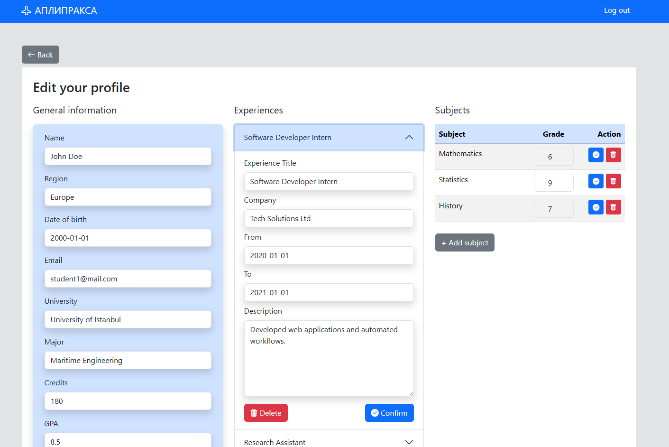 АПЛИПРАКСА
Log out
← Back
Edit your profile
General information
Name
John Doe
Region
Europe
Date of birth
2000-01-01
Email
student1@mail.com
University
University of Istanbul
Major
Maritime Engineering
Credits
180
GPA
8.5
Experiences
Software Developer Intern
Experience Title
Software Developer Intern
Company
Tech Solutions Ltd
From
2020-01-01
To
2021-01-01
Description
Developed web applications and automated
workflows.
Delete
Confirm
Research Assistant
Subjects
Subject Grade Action
Mathematics 6
Statistics 9
History 7
+ Add subject